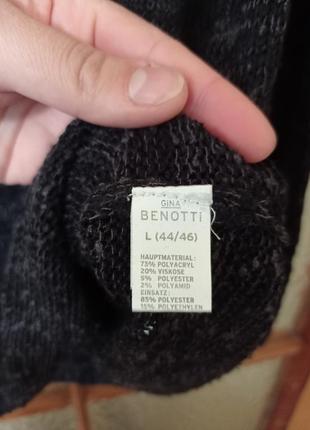 GINA
BENOTTi
L (44/46)
HAUPTMATERIAL:
73% POLYACRYL
20% VISKOSE
5% POLYESTER
2% POLYAMID
EINSATZ:
85% POLYESTER
15% POLYETHYLEN